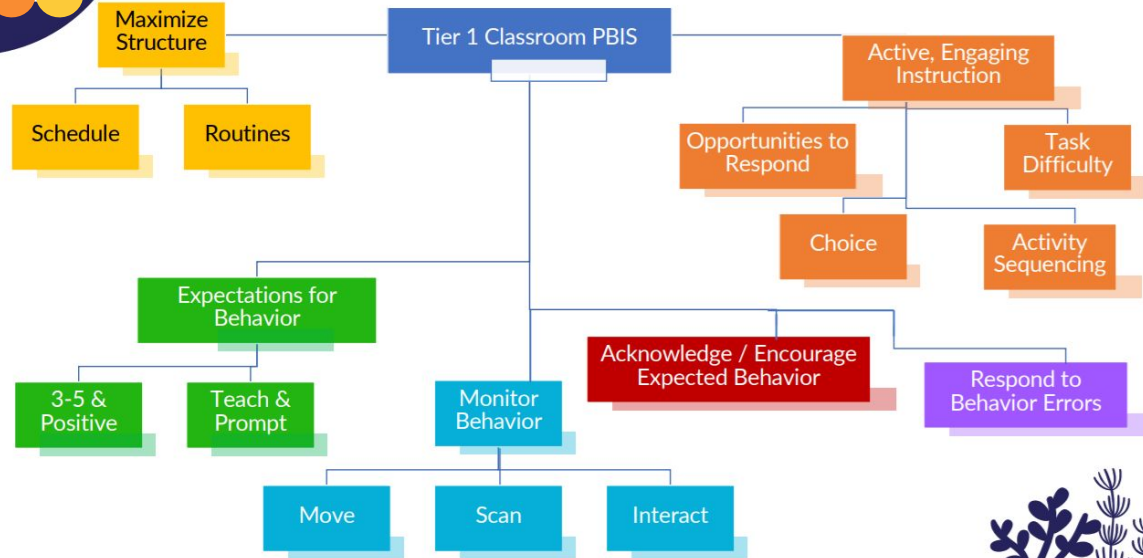 Tier 1 Classroom PBIS
Maximize
Structure
Schedule
Routines
Active, Engaging
Instruction
Opportunities to
Respond
Task
Difficulty
Choice
Activity
Sequencing
Expectations for
Behavior
3-5 &
Positive
Teach &
Prompt
Monitor
Behavior
Move
Scan
Interact
Acknowledge / Encourage
Expected Behavior
Respond to
Behavior Errors